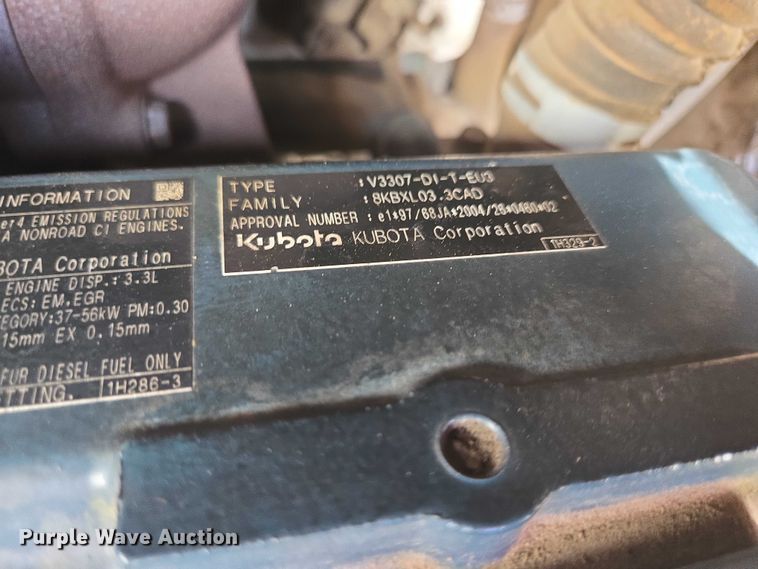 INFORMATION
er4 EMISSION REGULATIONS
A NONROAD CI ENGINES.
BOTA Corporation
ENGINE DISP.: 3.3L
ECS: EM.EGR
TEGORY:37-56kW PM:0.30
15mm EX 0.15mm
FUR DIESEL FUEL ONLY
TTING. 1H286-3
TYPE :V3307-DI-T-EU3
FAMILY :8KBXL03.3CAD
APPROVAL NUMBER :e1*97/68JA*2004/26*0460*02
Kubota KUBOTA Corporation 1H329-2
Purple Wave Auction